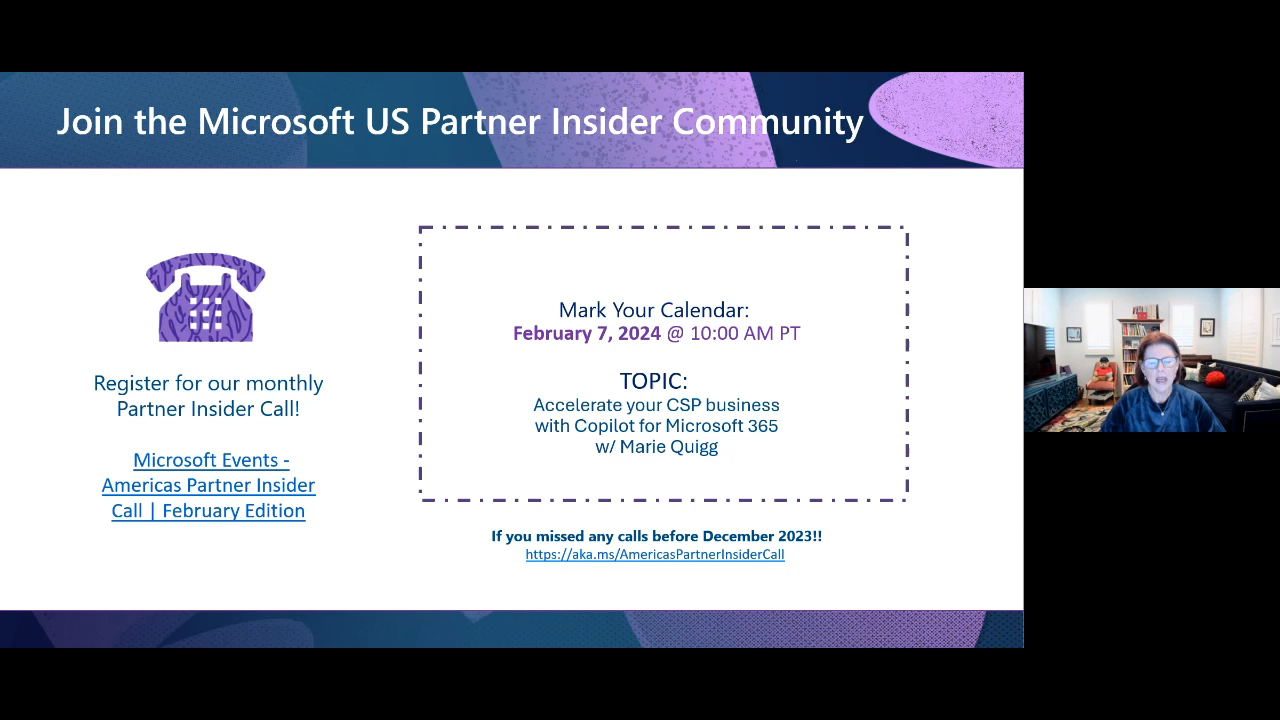 Join the Microsoft US Partner Insider Community
Register for our monthly
Partner Insider Call!
Microsoft Events -
Americas Partner Insider
Call | February Edition
Mark Your Calendar:
February 7, 2024 @ 10:00 AM PT
TOPIC:
Accelerate your CSP business
with Copilot for Microsoft 365
w/ Marie Quigg
If you missed any calls before December 2023!!
https://aka.ms/AmericasPartnerInsiderCall